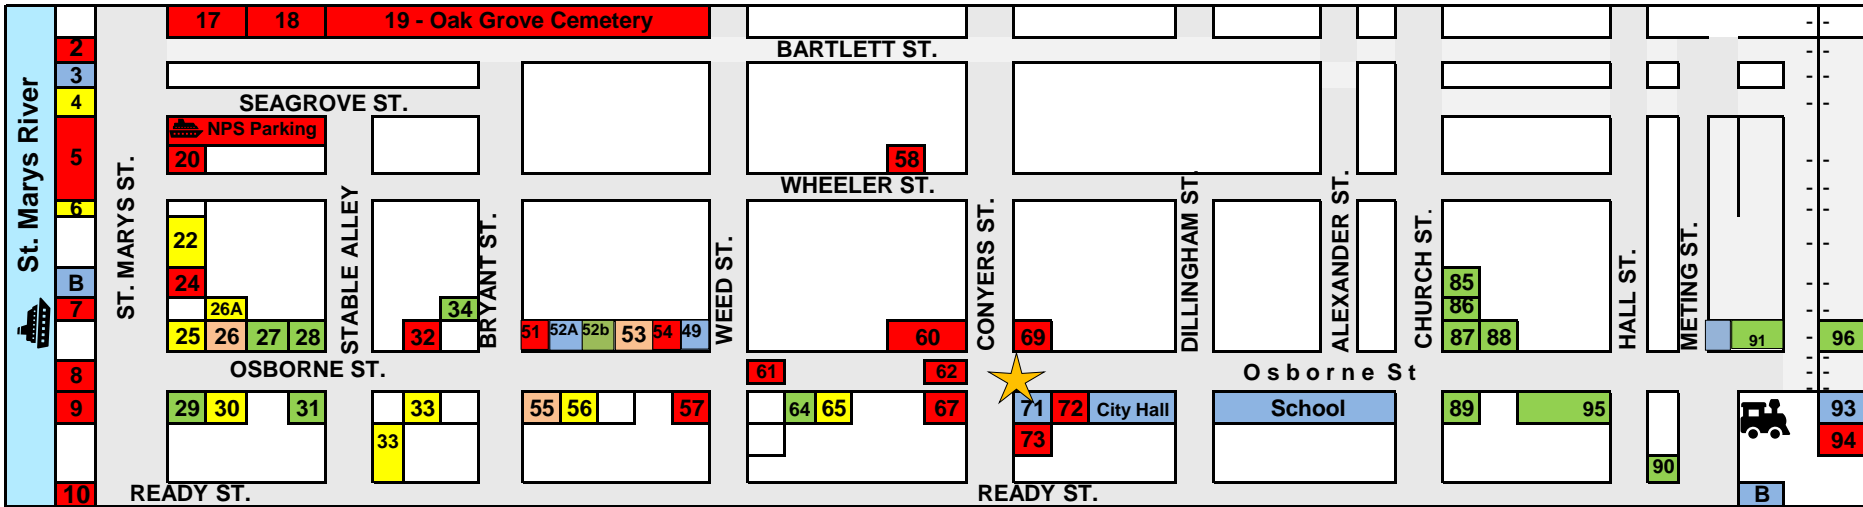 17 18 19 - Oak Grove Cemetery
2
BARTLETT ST.
3
4
SEAGROVE ST.
NPS Parking
5
20
58
WHEELER ST.
6
St. Marys River
ST. MARYS ST.
STABLE ALLEY
BRYANT ST.
WEED ST.
CONYERS ST.
DILLINGHAM ST.
ALEXANDER ST.
CHURCH ST.
HALL ST.
METING ST.
22
B
24
85
7
26A
34
86
25 26 27 28
32
51 52A 52b 53 54 49
60
69
87 88
91
96
8
OSBORNE ST.
61
62
Osborne St
9
29 30 31
33
55 56 57
64 65 67
71 72 City Hall
School
89 95
93
33
73
94
90
10
READY ST.
READY ST.
B